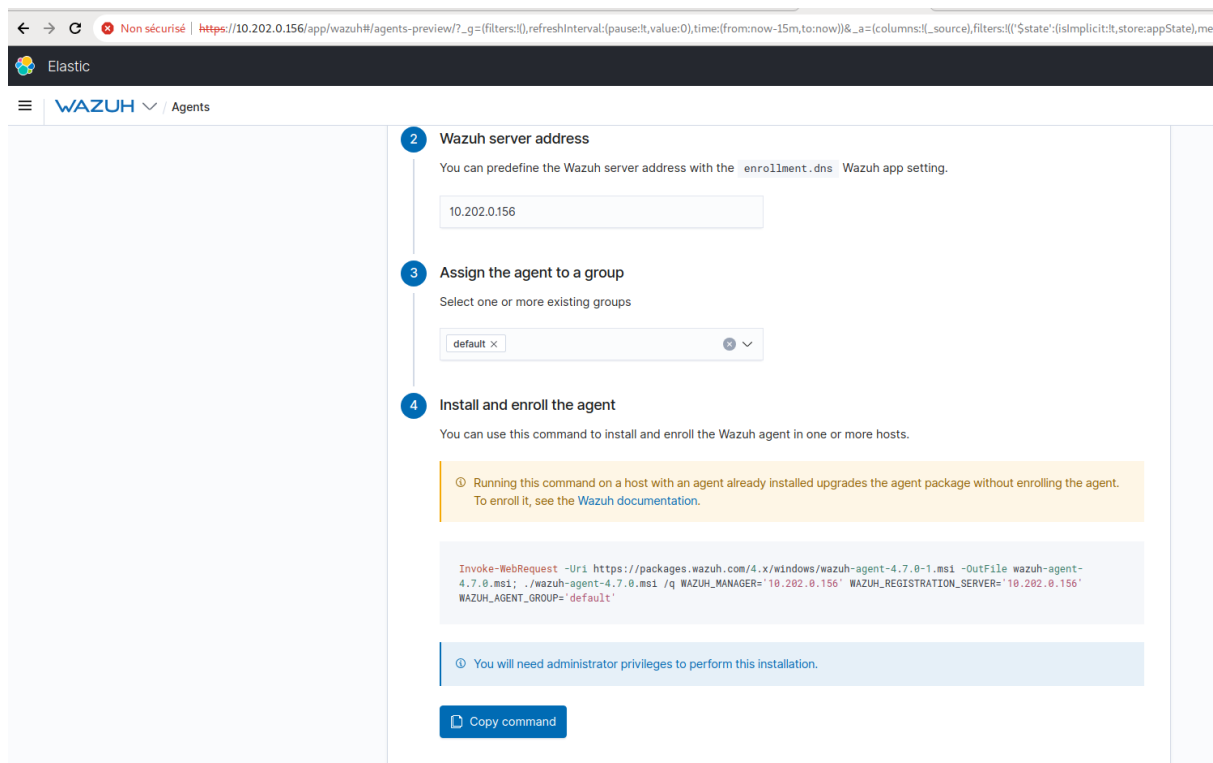 Non sécurisé | https://10.202.0.156/app/wazuh#/agents-preview/?_g=(filters:!(),refreshInterval:(pause:!t,value:0),time:(from:now-15m,to:now))&_a=(columns:!(_source),filters:!(('$state':(isImplicit:!t,store:appState),me
Elastic
WAZUH / Agents
2 Wazuh server address
You can predefine the Wazuh server address with the enrollment.dns Wazuh app setting.
10.202.0.156
3 Assign the agent to a group
Select one or more existing groups
default ×
4 Install and enroll the agent
You can use this command to install and enroll the Wazuh agent in one or more hosts.
Running this command on a host with an agent already installed upgrades the agent package without enrolling the agent.
To enroll it, see the Wazuh documentation.
Invoke-WebRequest -Uri https://packages.wazuh.com/4.x/windows/wazuh-agent-4.7.0-1.msi -OutFile wazuh-agent-
4.7.0.msi; ./wazuh-agent-4.7.0.msi /q WAZUH_MANAGER='10.202.0.156' WAZUH_REGISTRATION_SERVER='10.202.0.156'
WAZUH_AGENT_GROUP='default'
You will need administrator privileges to perform this installation.
Copy command